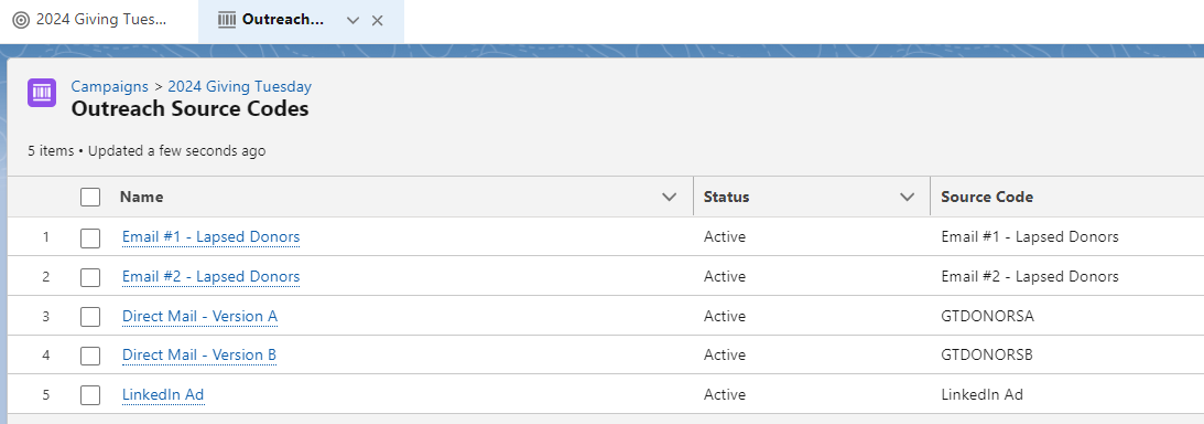 2024 Giving Tues... Outreach...
Campaigns > 2024 Giving Tuesday
Outreach Source Codes
5 items • Updated a few seconds ago
Name Status Source Code
1 Email #1 - Lapsed Donors Active Email #1 - Lapsed Donors
2 Email #2 - Lapsed Donors Active Email #2 - Lapsed Donors
3 Direct Mail - Version A Active GTDONORSA
4 Direct Mail - Version B Active GTDONORSB
5 LinkedIn Ad Active LinkedIn Ad